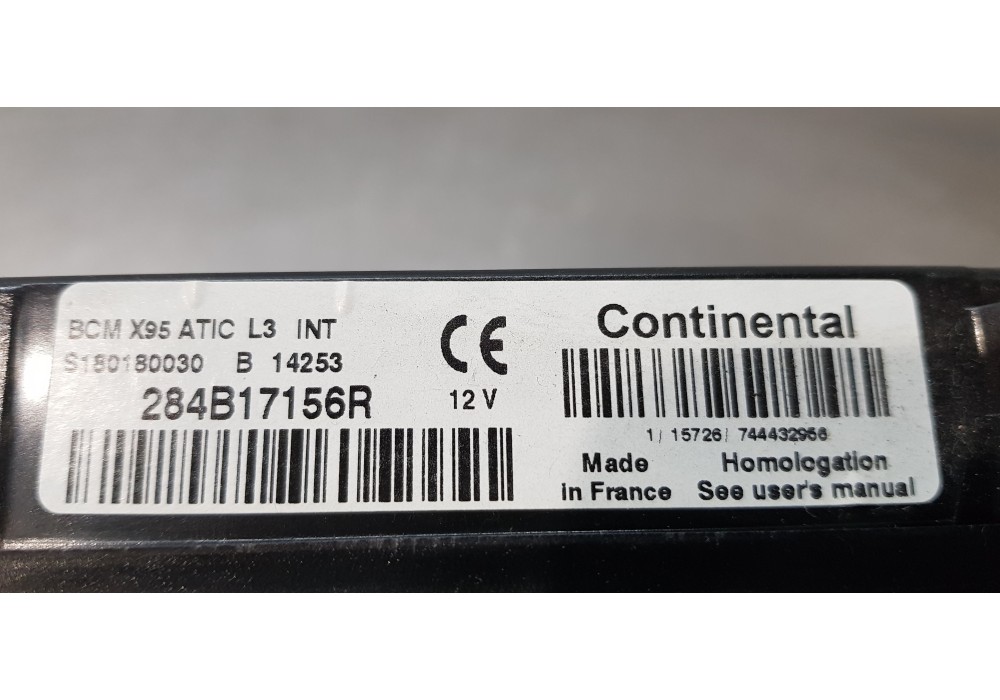 BCM X95 ATIC L3 INT
S180180030 B 14253
284B17156R
CE
12 V
Continental
1/ 15726/ 744432966
Made in France
Homologation
See user's manual